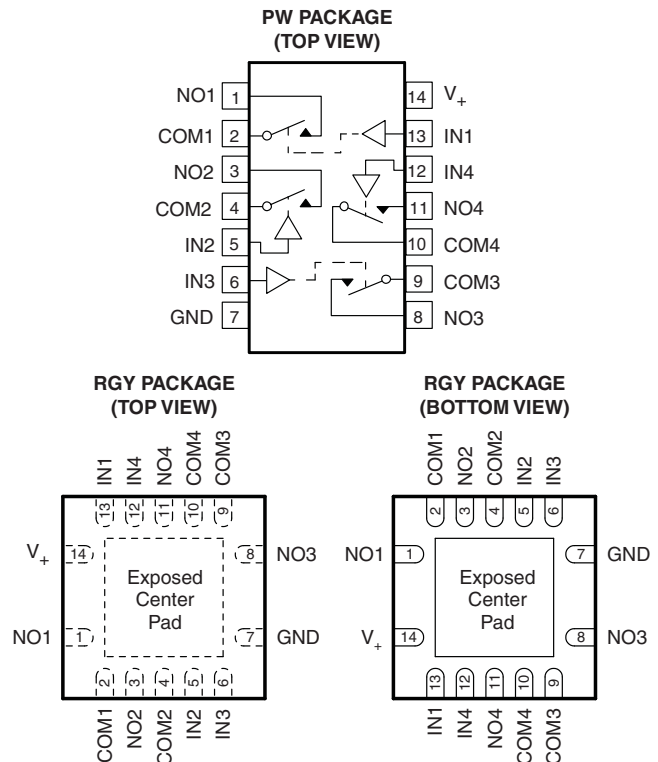 PW PACKAGE
(TOP VIEW)
NO1 1
COM1 2
NO2 3
COM2 4
IN2 5
IN3 6
GND 7
14 V+
13 IN1
12 IN4
11 NO4
10 COM4
9 COM3
8 NO3
RGY PACKAGE
(TOP VIEW)
IN1 IN4 NO4 COM4 COM3
13 12 11 10 9
V+ 14 8 NO3
Exposed
Center
Pad
NO1 1 7 GND
2 3 4 5 6
COM1 NO2 COM2 IN2 IN3
RGY PACKAGE
(BOTTOM VIEW)
COM1 NO2 COM2 IN2 IN3
2 3 4 5 6
NO1 1 7 GND
Exposed
Center
Pad
V+ 14 8 NO3
13 12 11 10 9
IN1 IN4 NO4 COM4 COM3